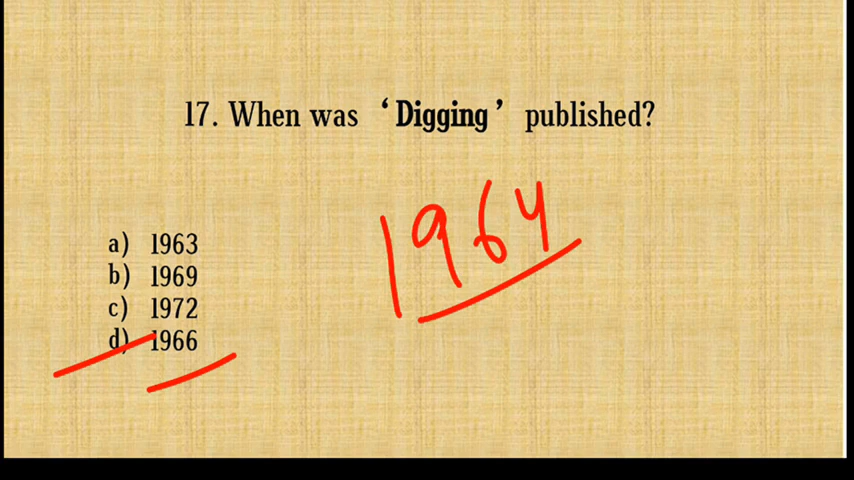 17. When was ‘Digging’ published?
1964
a) 1963
b) 1969
c) 1972
d) 1966